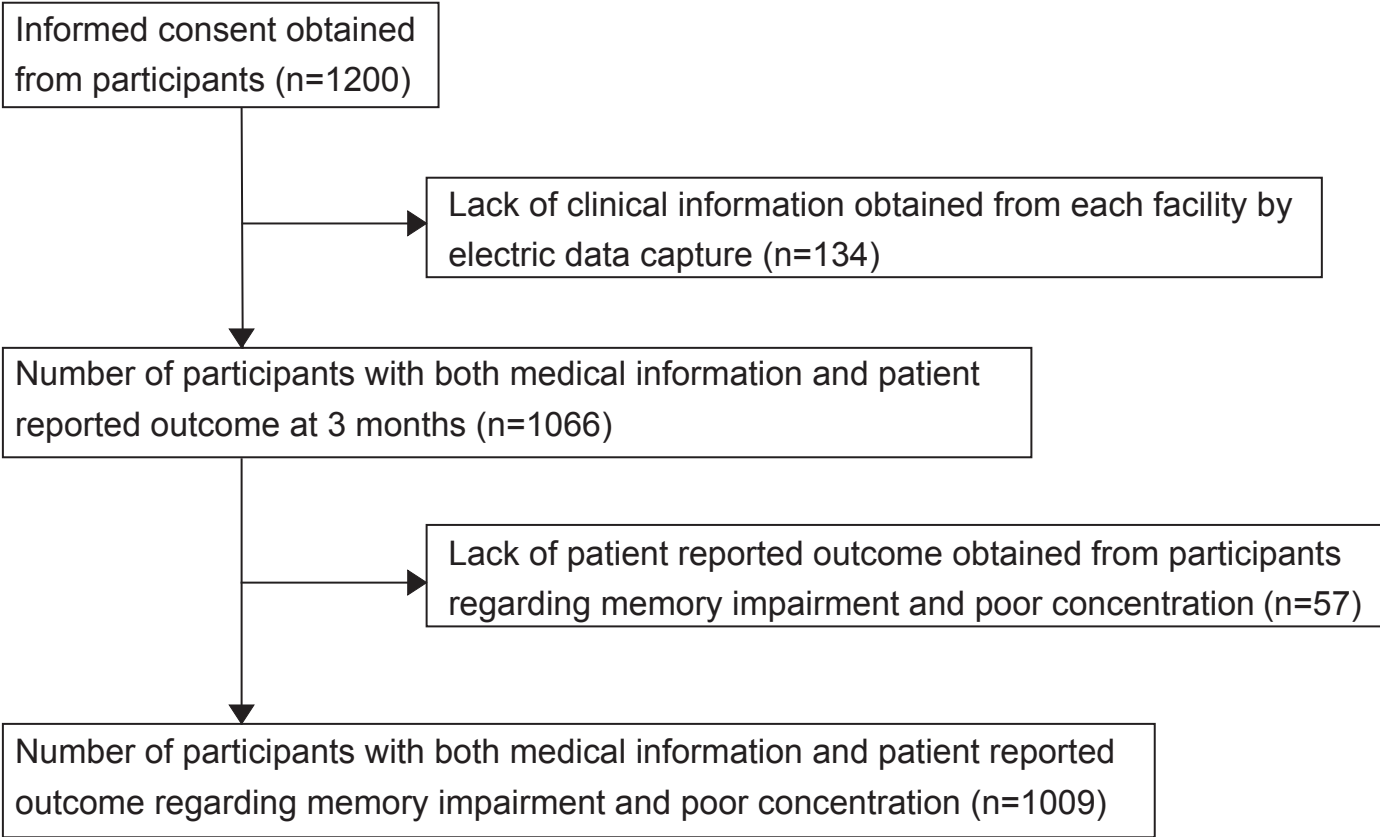 Informed consent obtained
from participants (n=1200)
Lack of clinical information obtained from each facility by
electric data capture (n=134)
Number of participants with both medical information and patient
reported outcome at 3 months (n=1066)
Lack of patient reported outcome obtained from participants
regarding memory impairment and poor concentration (n=57)
Number of participants with both medical information and patient reported
outcome regarding memory impairment and poor concentration (n=1009)